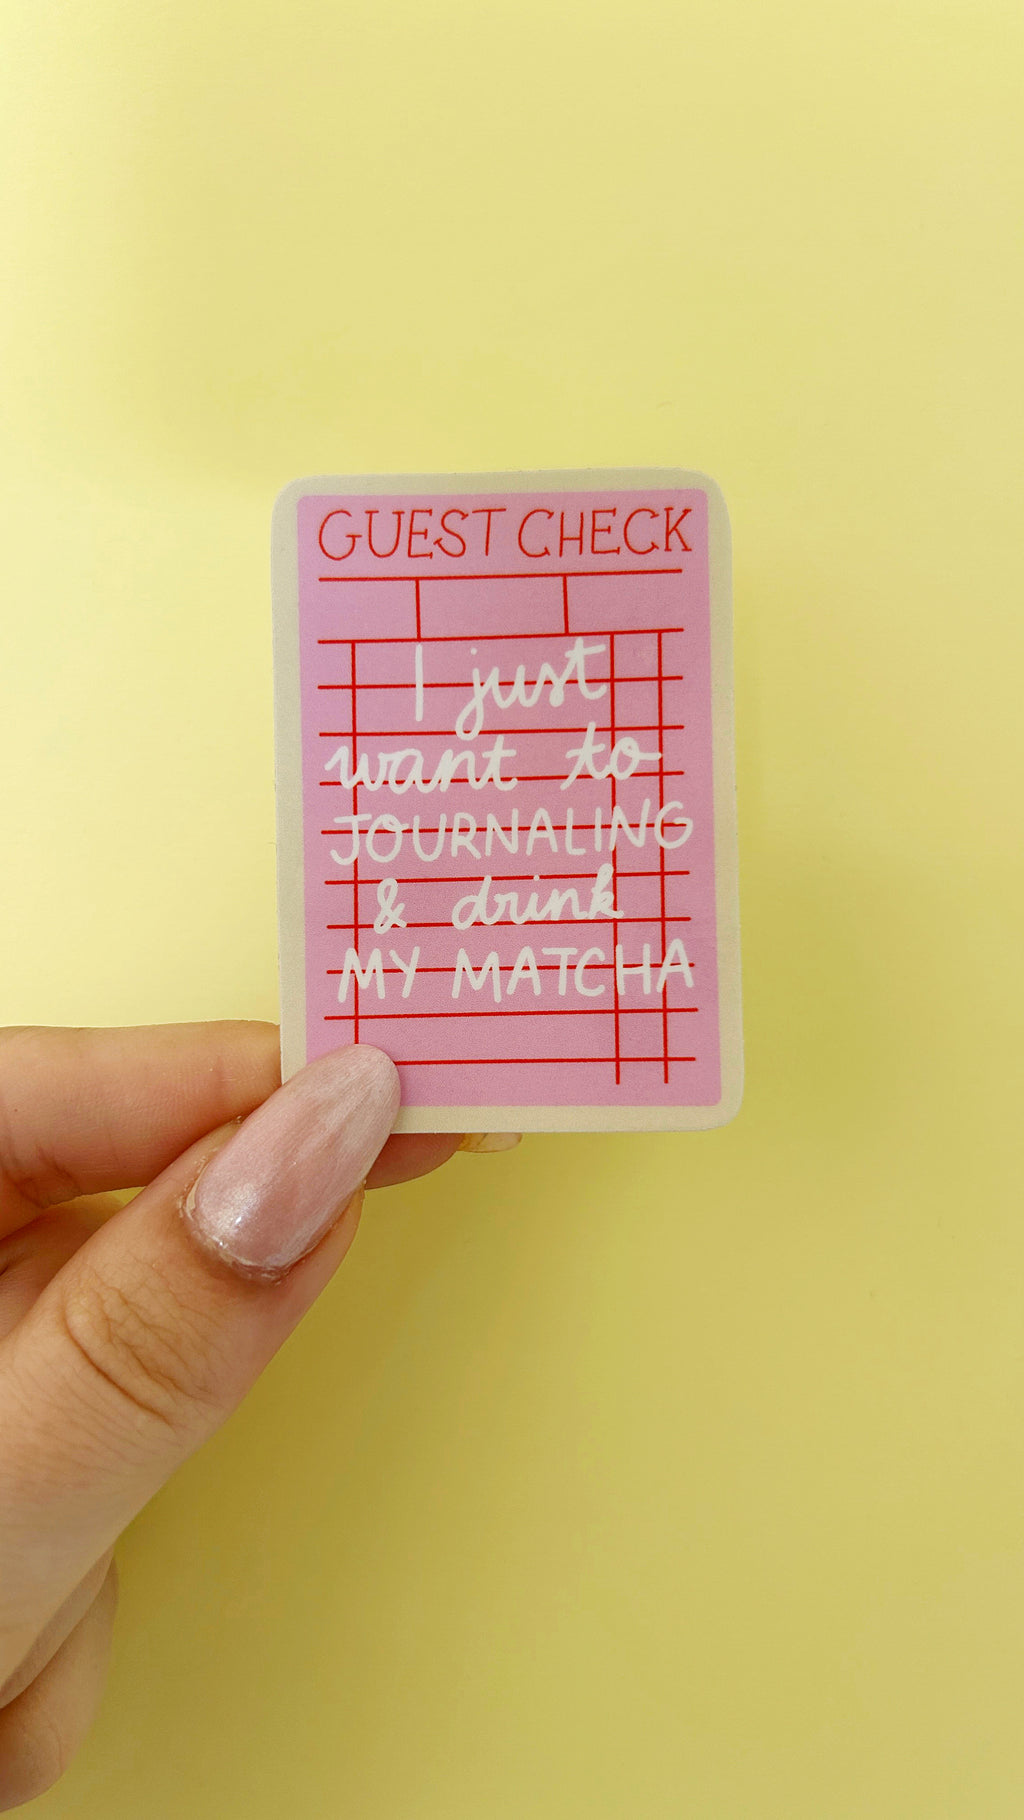 GUEST CHECK
I just
want to
JOURNALING
& drink
MY MATCHA